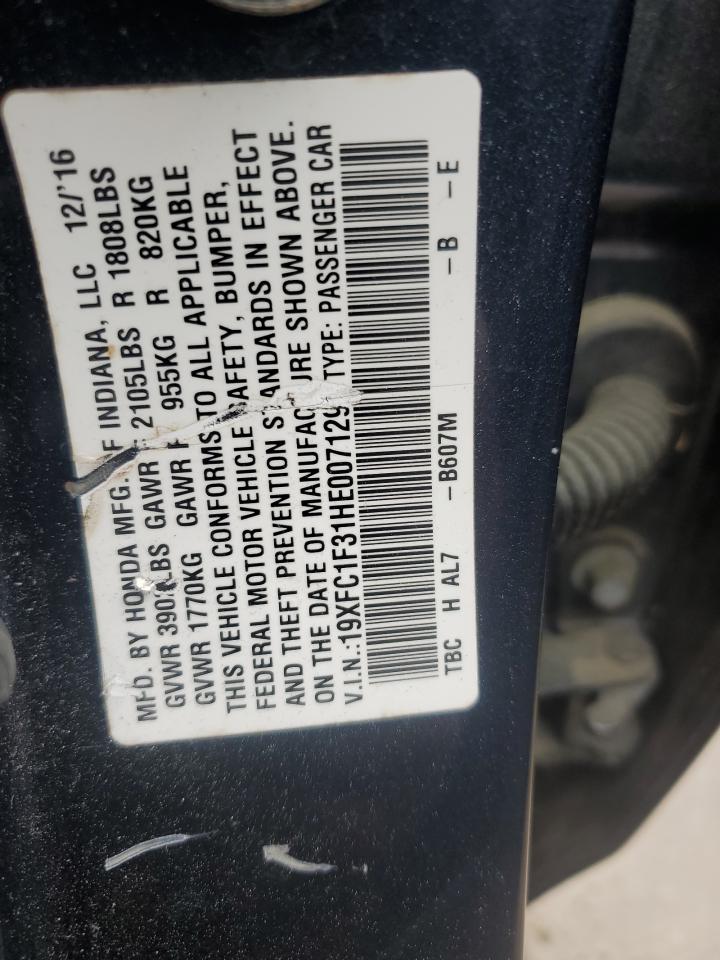 MFD. BY HONDA MFG. OF INDIANA, LLC 12/'16
GVWR LBS GAWR F 2105LBS R 1808LBS
GVWR 1770KG GAWR F 955KG R 820KG
THIS VEHICLE CONFORMS TO ALL APPLICABLE
FEDERAL MOTOR VEHICLE SAFETY, BUMPER,
AND THEFT PREVENTION STANDARDS IN EFFECT
ON THE DATE OF MANUFACTURE SHOWN ABOVE.
V.I.N.:19XFC1F31HE007129 TYPE: PASSENGER CAR
TBC H AL7 -B607M -B -E